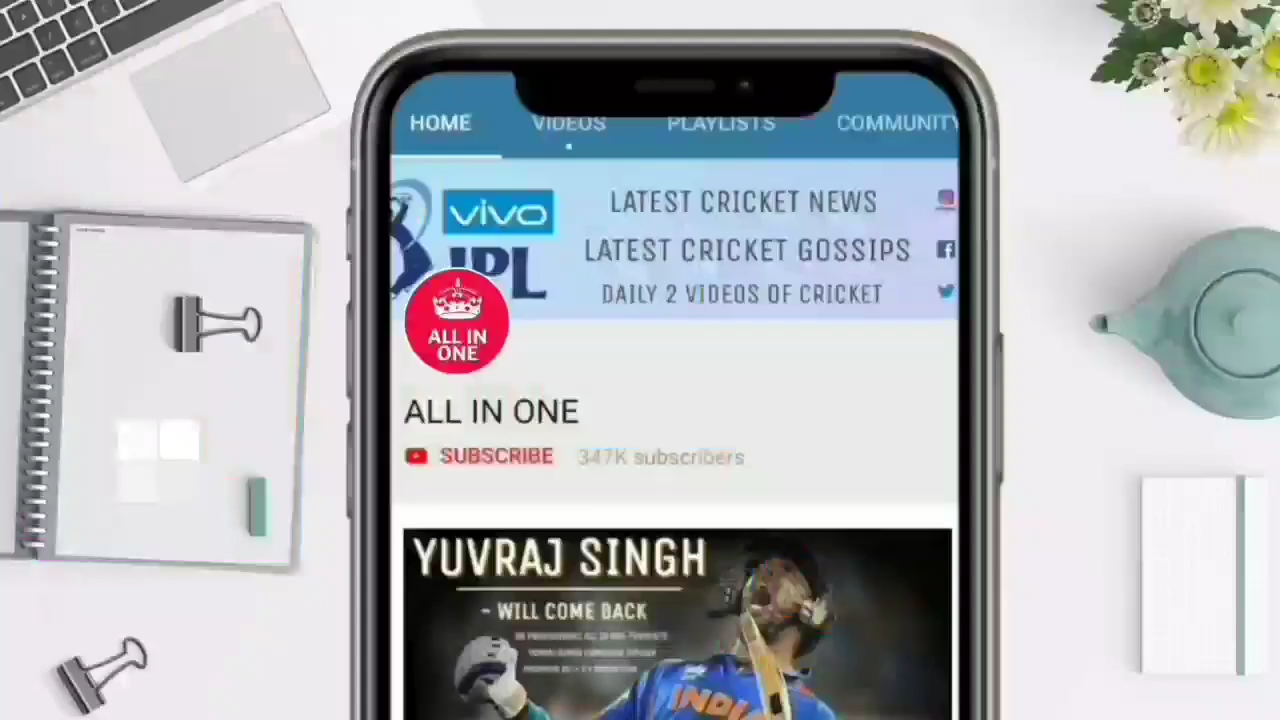 HOME VIDEOS PLAYLISTS COMMUNITY
vivo
IPL
LATEST CRICKET NEWS
LATEST CRICKET GOSSIPS
DAILY 2 VIDEOS OF CRICKET
ALL IN
ONE
ALL IN ONE
SUBSCRIBE 347K subscribers
YUVRAJ SINGH
- WILL COME BACK
INDIA